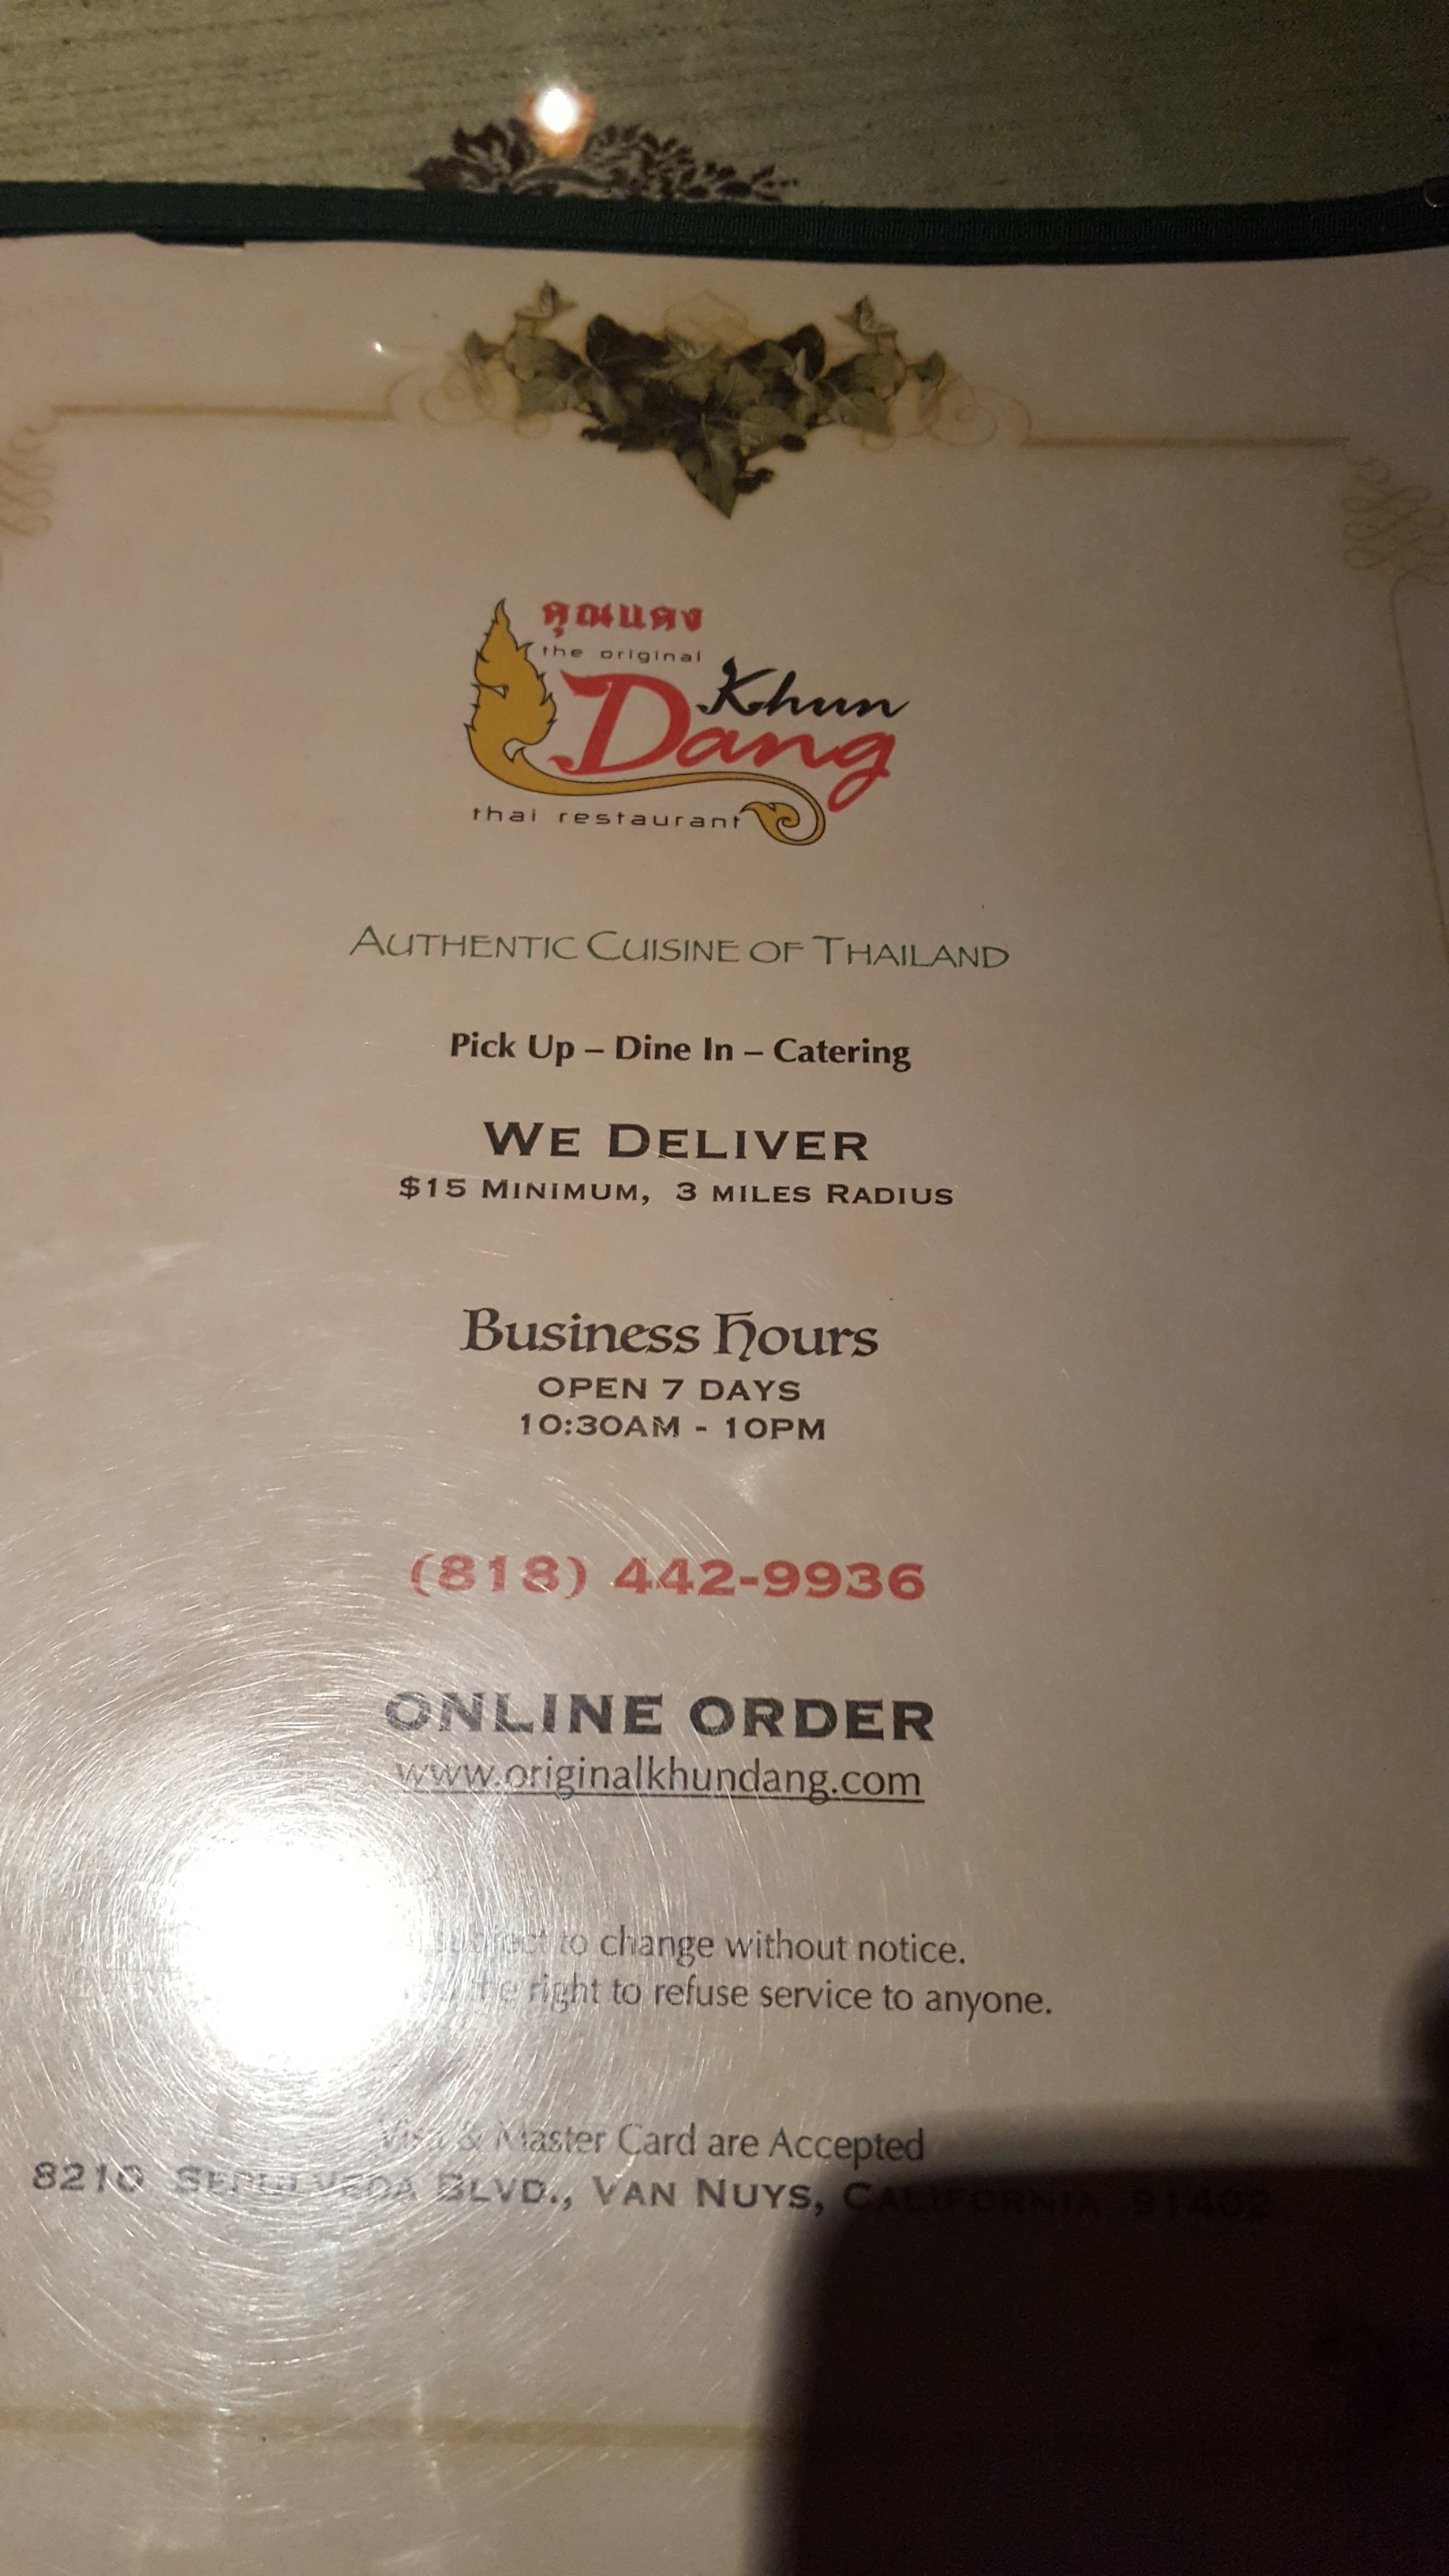 คุณแดง
the original
Khun
Dang
thai restaurant
AUTHENTIC CUISINE OF THAILAND
Pick Up – Dine In – Catering
WE DELIVER
$15 MINIMUM, 3 MILES RADIUS
Business Hours
OPEN 7 DAYS
10:30AM - 10PM
(818) 442-9936
ONLINE ORDER
www.originalkhundang.com
subject to change without notice.
the right to refuse service to anyone.
Visa & Master Card are Accepted
8210 SEPULVEDA BLVD., VAN NUYS, CALIFORNIA 91402